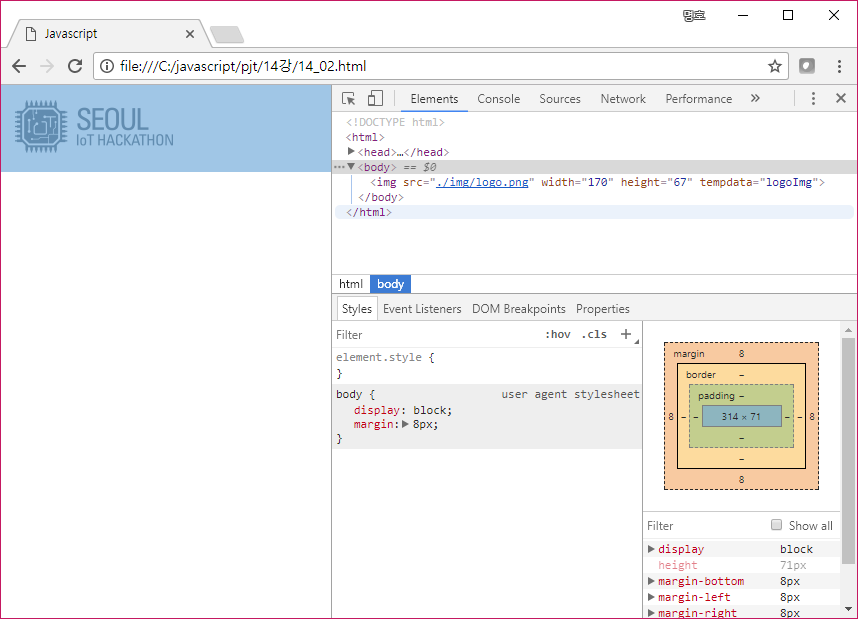 명호
Javascript
file:///C:/javascript/pjt/14강/14_02.html
SEOUL
IoT HACKATHON
Elements Console Sources Network Performance »
<!DOCTYPE html>
<html>
<head>…</head>
<body> == $0
<img src="./img/logo.png" width="170" height="67" tempdata="logoImg">
</body>
</html>
html body
Styles Event Listeners DOM Breakpoints Properties
Filter :hov .cls +
element.style {
}
body { user agent stylesheet
display: block;
margin: 8px;
}
margin 8
border –
padding –
8 – – 314 × 71 – – 8
–
–
8
Filter Show all
display block
height 71px
margin-bottom 8px
margin-left 8px
margin-right 8px